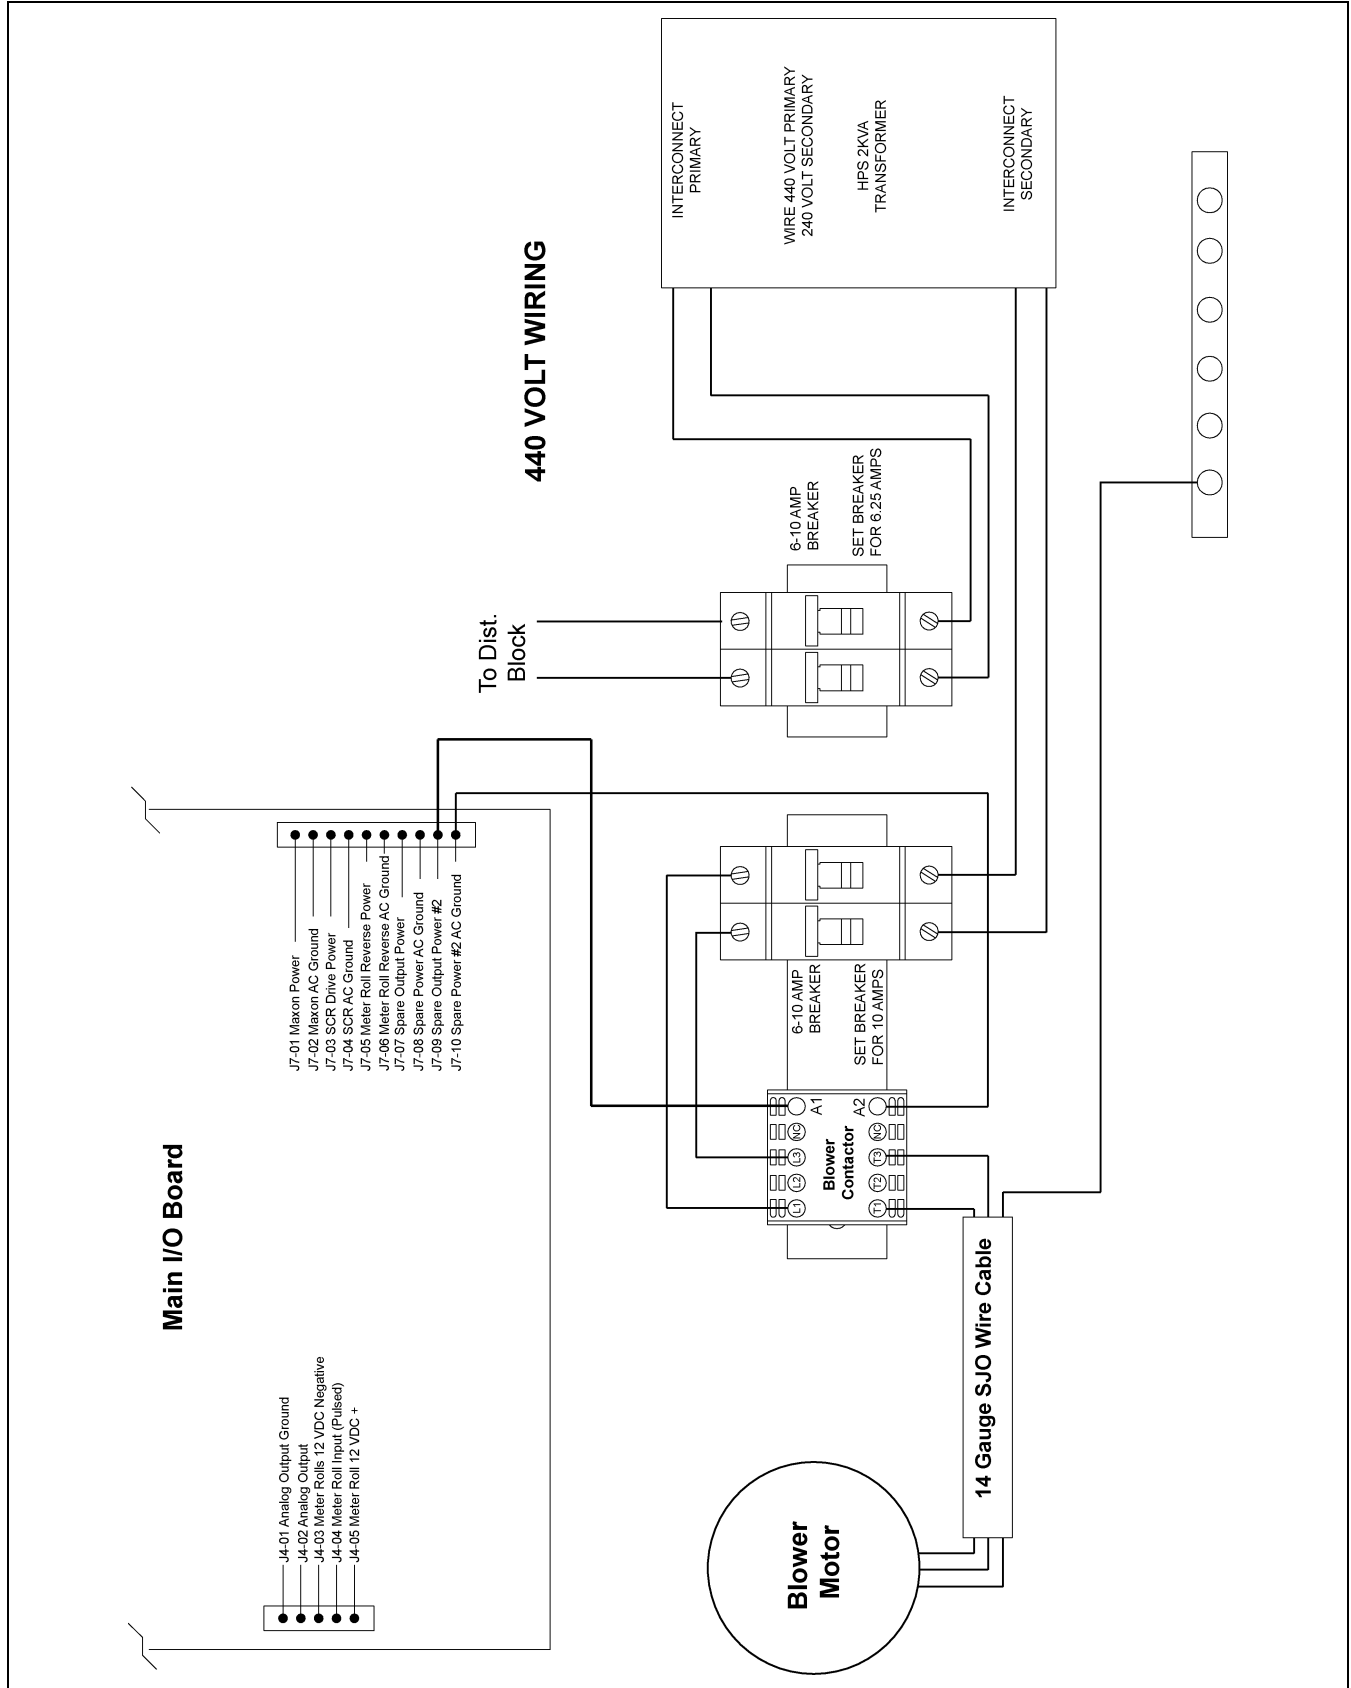 440 VOLT WIRING
Main I/O Board
INTERCONNECT
PRIMARY
WIRE 440 VOLT PRIMARY
240 VOLT SECONDARY
HPS 2KVA
TRANSFORMER
INTERCONNECT
SECONDARY
To Dist.
Block
6-10 AMP
BREAKER
SET BREAKER
FOR 6.25 AMPS
J7-01 Maxon Power
J7-02 Maxon AC Ground
J7-03 SCR Drive Power
J7-04 SCR AC Ground
J7-05 Meter Roll Reverse Power
J7-06 Meter Roll Reverse AC Ground
J7-07 Spare Output Power
J7-08 Spare Power AC Ground
J7-09 Spare Output Power #2
J7-10 Spare Power #2 AC Ground
6-10 AMP
BREAKER
SET BREAKER
FOR 10 AMPS
L1
L2
L3
NC
A1
Blower
Contactor
T1
T2
T3
NC
A2
J4-01 Analog Output Ground
J4-02 Analog Output
J4-03 Meter Rolls 12 VDC Negative
J4-04 Meter Roll Input (Pulsed)
J4-05 Meter Roll 12 VDC +
Blower
Motor
14 Gauge SJO Wire Cable